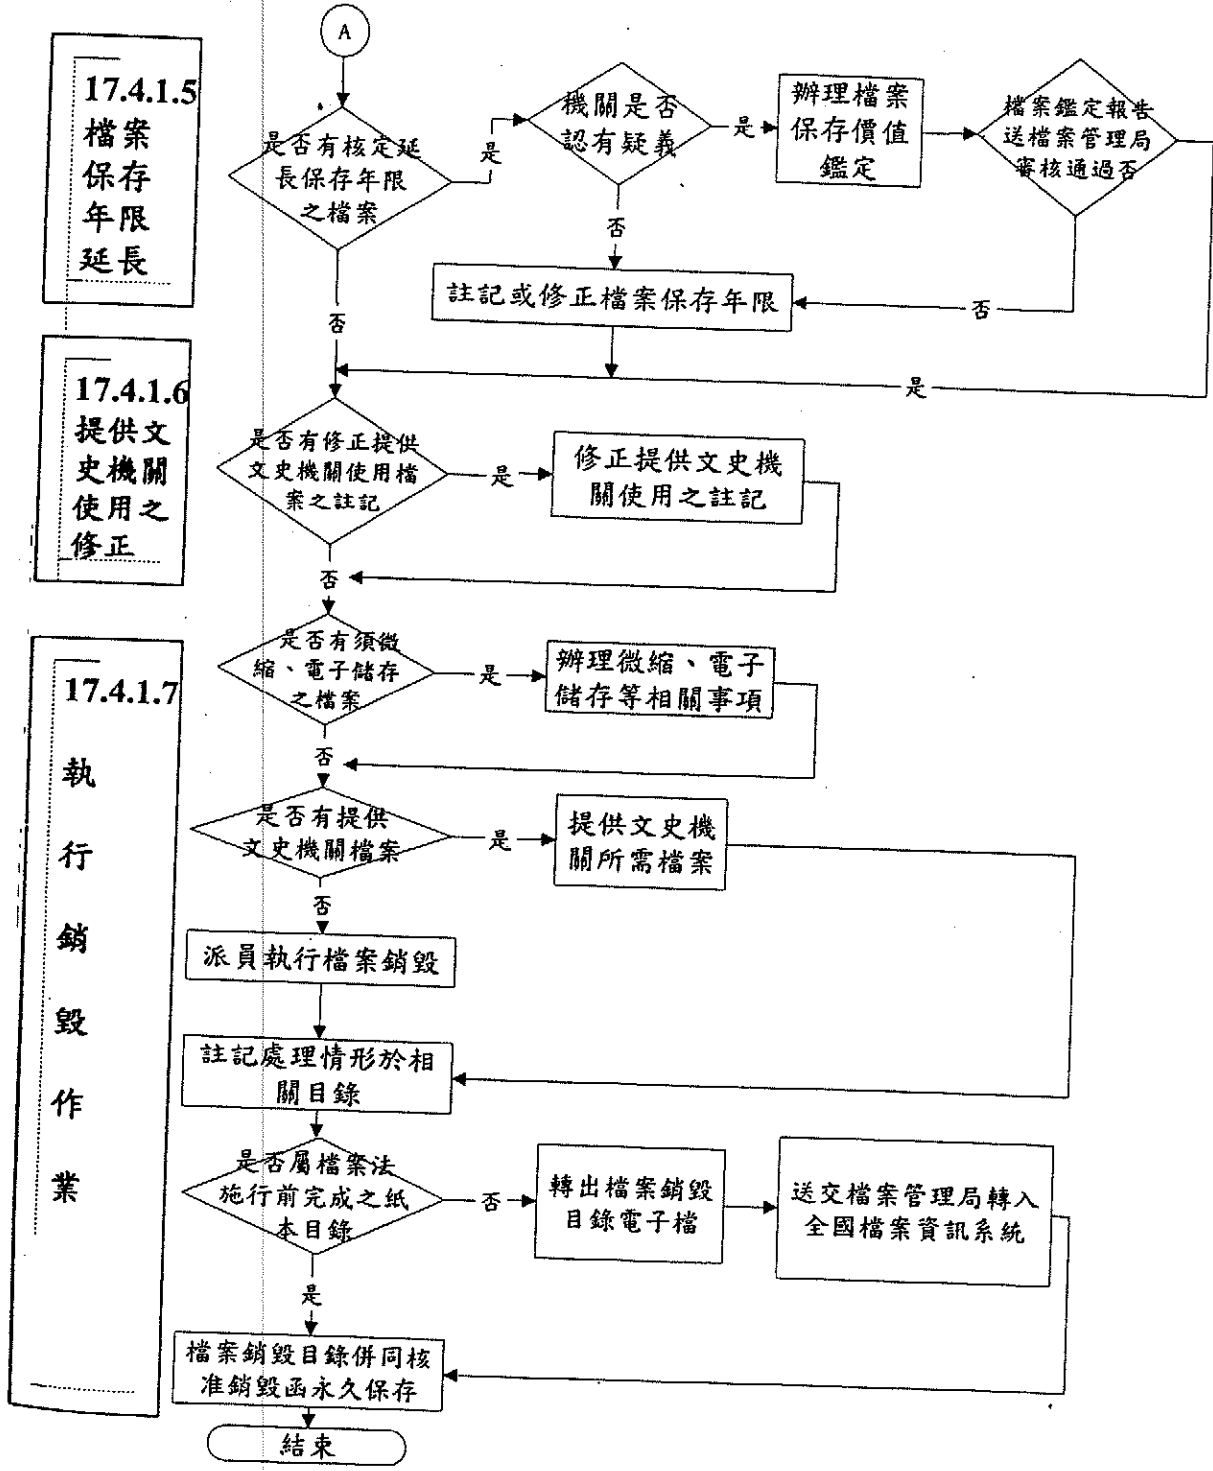 A
17.4.1.5
檔案
保存
年限
延長
是否有核定延
長保存年限
之檔案
是
機關是否
認有疑義
是
辦理檔案
保存價值
鑑定
檔案鑑定報告
送檔案管理局
審核通過否
否
註記或修正檔案保存年限
否
否
是
17.4.1.6
提供文
史機關
使用之
修正
是否有修正提供
文史機關使用檔
案之註記
是
修正提供文史機
關使用之註記
否
17.4.1.7
執
行
銷
毀
作
業
是否有須微
縮、電子儲存
之檔案
是
辦理微縮、電子
儲存等相關事項
否
是否有提供
文史機關檔案
是
提供文史機
關所需檔案
否
派員執行檔案銷毀
註記處理情形於相
關目錄
是否屬檔案法
施行前完成之紙
本目錄
否
轉出檔案銷毀
目錄電子檔
送交檔案管理局轉入
全國檔案資訊系統
是
檔案銷毀目錄併同核
准銷毀函永久保存
結束